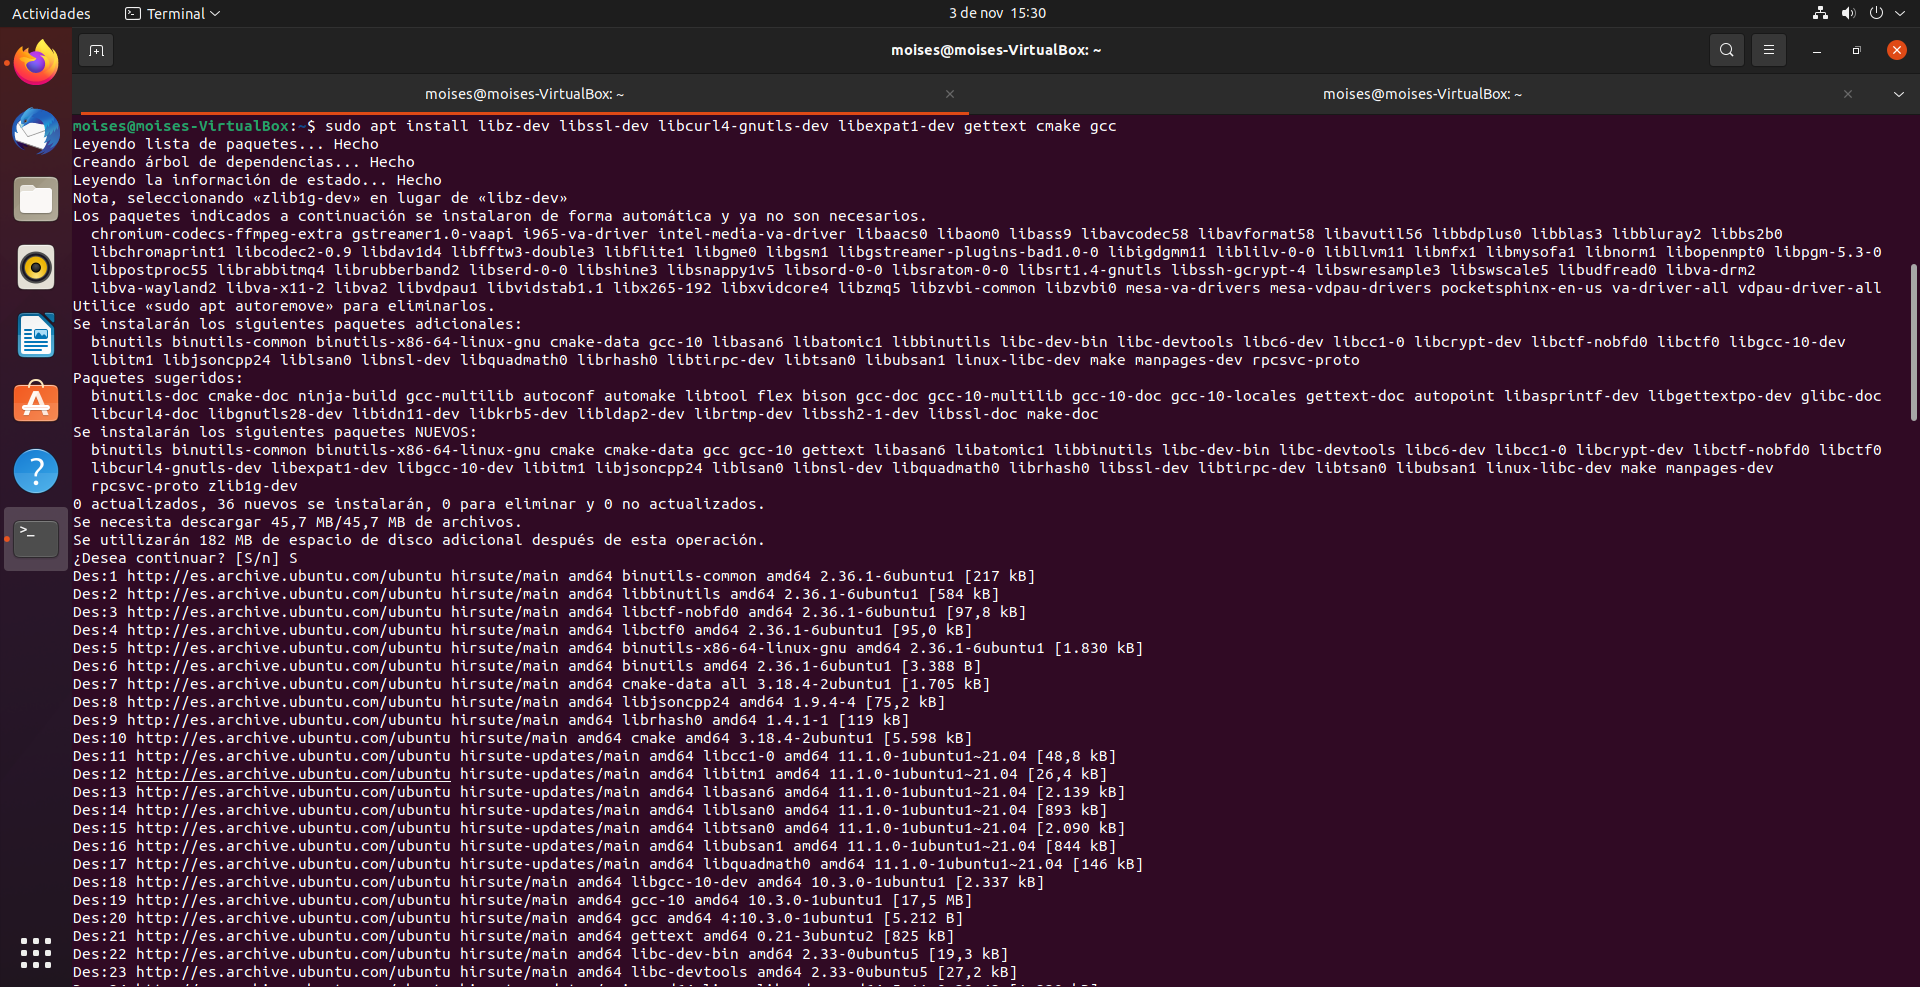 Actividades
Terminal
3 de nov 15:30
moises@moises-VirtualBox: ~
moises@moises-VirtualBox: ~
moises@moises-VirtualBox: ~
moises@moises-VirtualBox:~$ sudo apt install libz-dev libssl-dev libcurl4-gnutls-dev libexpat1-dev gettext cmake gcc
Leyendo lista de paquetes... Hecho
Creando árbol de dependencias... Hecho
Leyendo la información de estado... Hecho
Nota, seleccionando «zlib1g-dev» en lugar de «libz-dev»
Los paquetes indicados a continuación se instalaron de forma automática y ya no son necesarios.
chromium-codecs-ffmpeg-extra gstreamer1.0-vaapi i965-va-driver intel-media-va-driver libaacs0 libaom0 libass9 libavcodec58 libavformat58 libavutil56 libbdplus0 libblas3 libbluray2 libbs2b0
libchromaprint1 libcodec2-0.9 libdav1d4 libfftw3-double3 libflite1 libgme0 libgsm1 libgstreamer-plugins-bad1.0-0 libigdgmm11 liblilv-0-0 libllvm11 libmfx1 libmysofa1 libnorm1 libopenmpt0 libpgm-5.3-0
libpostproc55 librabbitmq4 librubberband2 libserd-0-0 libshine3 libsnappy1v5 libsord-0-0 libsratom-0-0 libsrt1.4-gnutls libssh-gcrypt-4 libswresample3 libswscale5 libudfread0 libva-drm2
libva-wayland2 libva-x11-2 libva2 libvdpau1 libvidstab1.1 libx265-192 libxvidcore4 libzmq5 libzvbi-common libzvbi0 mesa-va-drivers mesa-vdpau-drivers pocketsphinx-en-us va-driver-all vdpau-driver-all
Utilice «sudo apt autoremove» para eliminarlos.
Se instalarán los siguientes paquetes adicionales:
binutils binutils-common binutils-x86-64-linux-gnu cmake-data gcc-10 libasan6 libatomic1 libbinutils libc-dev-bin libc-devtools libc6-dev libcc1-0 libcrypt-dev libctf-nobfd0 libctf0 libgcc-10-dev
libitm1 libjsoncpp24 liblsan0 libnsl-dev libquadmath0 librhash0 libtirpc-dev libtsan0 libubsan1 linux-libc-dev make manpages-dev rpcsvc-proto
Paquetes sugeridos:
binutils-doc cmake-doc ninja-build gcc-multilib autoconf automake libtool flex bison gcc-doc gcc-10-multilib gcc-10-doc gcc-10-locales gettext-doc autopoint libasprintf-dev libgettextpo-dev glibc-doc
libcurl4-doc libgnutls28-dev libidn11-dev libkrb5-dev libldap2-dev librtmp-dev libssh2-1-dev libssl-doc make-doc
Se instalarán los siguientes paquetes NUEVOS:
binutils binutils-common binutils-x86-64-linux-gnu cmake cmake-data gcc gcc-10 gettext libasan6 libatomic1 libbinutils libc-dev-bin libc-devtools libc6-dev libcc1-0 libcrypt-dev libctf-nobfd0 libctf0
libcurl4-gnutls-dev libexpat1-dev libgcc-10-dev libitm1 libjsoncpp24 liblsan0 libnsl-dev libquadmath0 librhash0 libssl-dev libtirpc-dev libtsan0 libubsan1 linux-libc-dev make manpages-dev
rpcsvc-proto zlib1g-dev
0 actualizados, 36 nuevos se instalarán, 0 para eliminar y 0 no actualizados.
Se necesita descargar 45,7 MB/45,7 MB de archivos.
Se utilizarán 182 MB de espacio de disco adicional después de esta operación.
¿Desea continuar? [S/n] S
Des:1 http://es.archive.ubuntu.com/ubuntu hirsute/main amd64 binutils-common amd64 2.36.1-6ubuntu1 [217 kB]
Des:2 http://es.archive.ubuntu.com/ubuntu hirsute/main amd64 libbinutils amd64 2.36.1-6ubuntu1 [584 kB]
Des:3 http://es.archive.ubuntu.com/ubuntu hirsute/main amd64 libctf-nobfd0 amd64 2.36.1-6ubuntu1 [97,8 kB]
Des:4 http://es.archive.ubuntu.com/ubuntu hirsute/main amd64 libctf0 amd64 2.36.1-6ubuntu1 [95,0 kB]
Des:5 http://es.archive.ubuntu.com/ubuntu hirsute/main amd64 binutils-x86-64-linux-gnu amd64 2.36.1-6ubuntu1 [1.830 kB]
Des:6 http://es.archive.ubuntu.com/ubuntu hirsute/main amd64 binutils amd64 2.36.1-6ubuntu1 [3.388 B]
Des:7 http://es.archive.ubuntu.com/ubuntu hirsute/main amd64 cmake-data all 3.18.4-2ubuntu1 [1.705 kB]
Des:8 http://es.archive.ubuntu.com/ubuntu hirsute/main amd64 libjsoncpp24 amd64 1.9.4-4 [75,2 kB]
Des:9 http://es.archive.ubuntu.com/ubuntu hirsute/main amd64 librhash0 amd64 1.4.1-1 [119 kB]
Des:10 http://es.archive.ubuntu.com/ubuntu hirsute/main amd64 cmake amd64 3.18.4-2ubuntu1 [5.598 kB]
Des:11 http://es.archive.ubuntu.com/ubuntu hirsute-updates/main amd64 libcc1-0 amd64 11.1.0-1ubuntu1~21.04 [48,8 kB]
Des:12 http://es.archive.ubuntu.com/ubuntu hirsute-updates/main amd64 libitm1 amd64 11.1.0-1ubuntu1~21.04 [26,4 kB]
Des:13 http://es.archive.ubuntu.com/ubuntu hirsute-updates/main amd64 libasan6 amd64 11.1.0-1ubuntu1~21.04 [2.139 kB]
Des:14 http://es.archive.ubuntu.com/ubuntu hirsute-updates/main amd64 liblsan0 amd64 11.1.0-1ubuntu1~21.04 [893 kB]
Des:15 http://es.archive.ubuntu.com/ubuntu hirsute-updates/main amd64 libtsan0 amd64 11.1.0-1ubuntu1~21.04 [2.090 kB]
Des:16 http://es.archive.ubuntu.com/ubuntu hirsute-updates/main amd64 libubsan1 amd64 11.1.0-1ubuntu1~21.04 [844 kB]
Des:17 http://es.archive.ubuntu.com/ubuntu hirsute-updates/main amd64 libquadmath0 amd64 11.1.0-1ubuntu1~21.04 [146 kB]
Des:18 http://es.archive.ubuntu.com/ubuntu hirsute/main amd64 libgcc-10-dev amd64 10.3.0-1ubuntu1 [2.337 kB]
Des:19 http://es.archive.ubuntu.com/ubuntu hirsute/main amd64 gcc-10 amd64 10.3.0-1ubuntu1 [17,5 MB]
Des:20 http://es.archive.ubuntu.com/ubuntu hirsute/main amd64 gcc amd64 4:10.3.0-1ubuntu1 [5.212 B]
Des:21 http://es.archive.ubuntu.com/ubuntu hirsute/main amd64 gettext amd64 0.21-3ubuntu2 [825 kB]
Des:22 http://es.archive.ubuntu.com/ubuntu hirsute/main amd64 libc-dev-bin amd64 2.33-0ubuntu5 [19,3 kB]
Des:23 http://es.archive.ubuntu.com/ubuntu hirsute/main amd64 libc-devtools amd64 2.33-0ubuntu5 [27,2 kB]